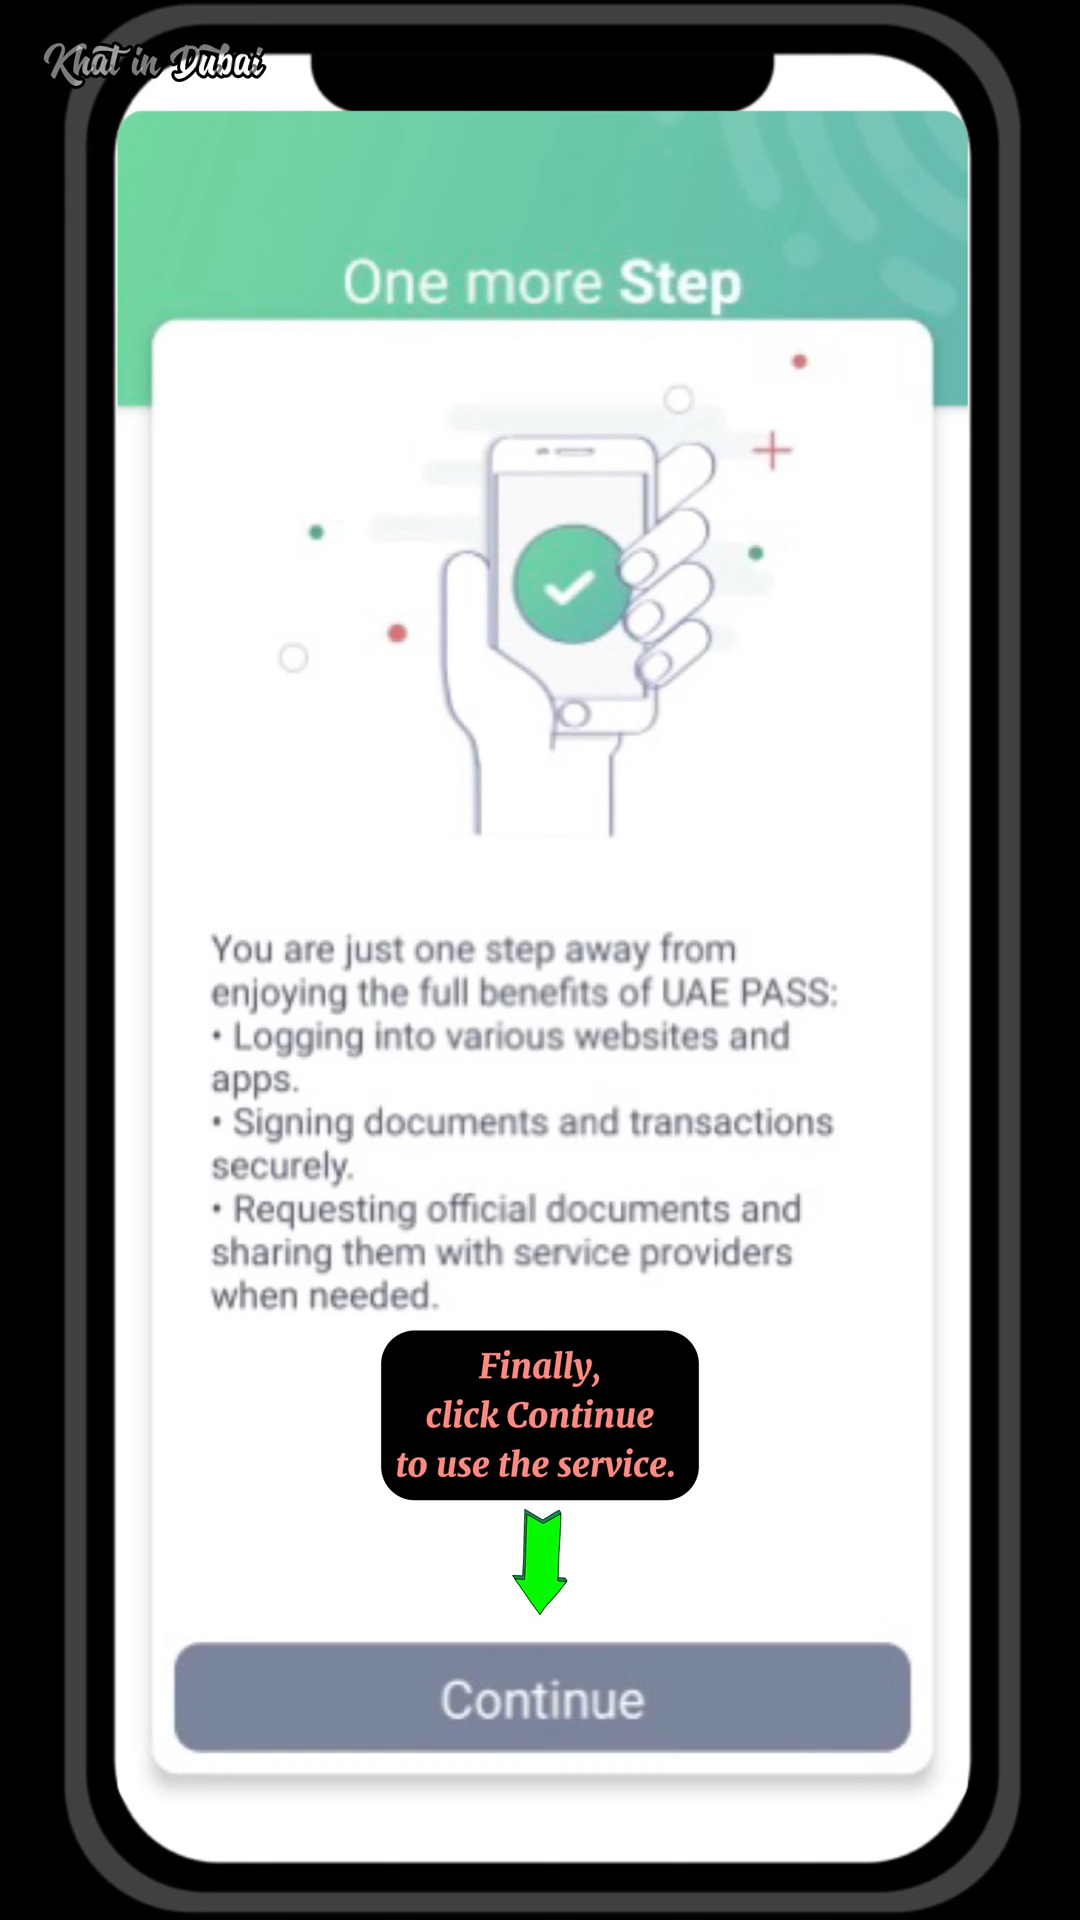 Khat in Dubai
One more Step
You are just one step away from
enjoying the full benefits of UAE PASS:
• Logging into various websites and
apps.
• Signing documents and transactions
securely.
• Requesting official documents and
sharing them with service providers
when needed.
Finally,
click Continue
to use the service.
Continue